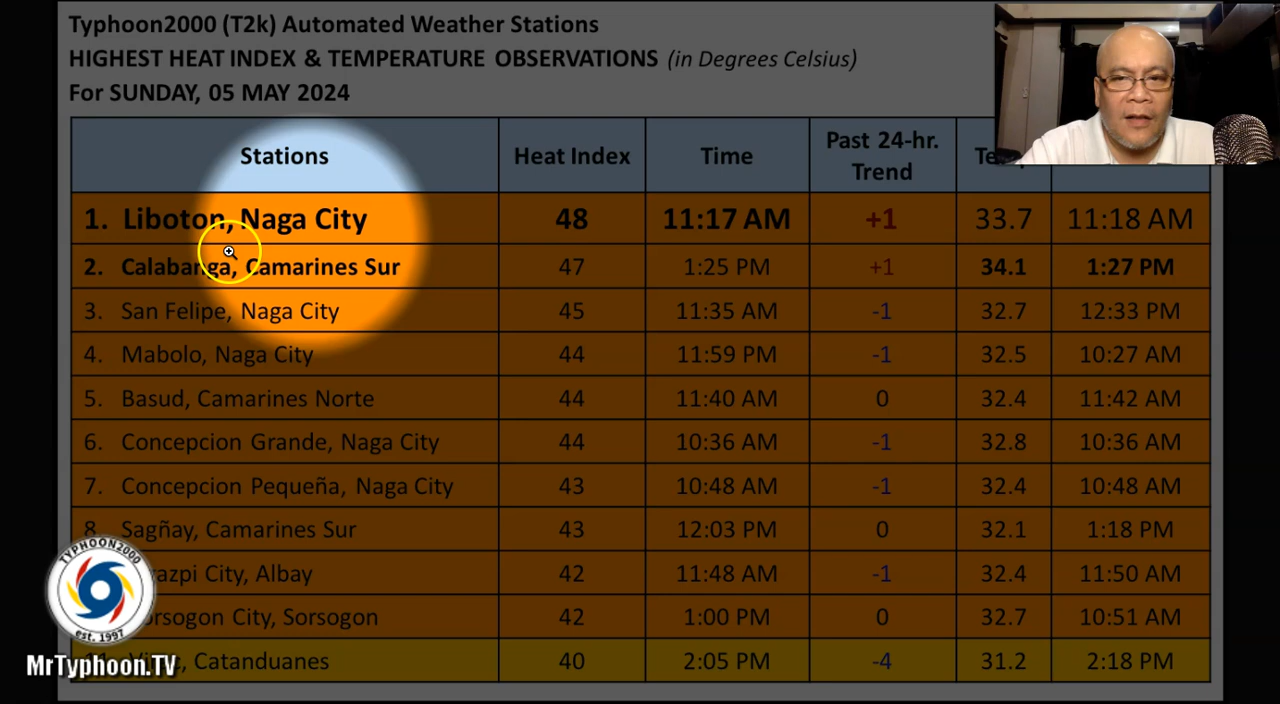 Typhoon2000 (T2k) Automated Weather Stations
HIGHEST HEAT INDEX & TEMPERATURE OBSERVATIONS (in Degrees Celsius)
For SUNDAY, 05 MAY 2024
Stations Heat Index Time Past 24-hr. Trend
1. Liboton, Naga City 48 11:17 AM +1 33.7 11:18 AM
2. Calabanga, Camarines Sur 47 1:25 PM +1 34.1 1:27 PM
3. San Felipe, Naga City 45 11:35 AM -1 32.7 12:33 PM
4. Mabolo, Naga City 44 11:59 PM -1 32.5 10:27 AM
5. Basud, Camarines Norte 44 11:40 AM 0 32.4 11:42 AM
6. Concepcion Grande, Naga City 44 10:36 AM -1 32.8 10:36 AM
7. Concepcion Pequeña, Naga City 43 10:48 AM -1 32.4 10:48 AM
8. Sagñay, Camarines Sur 43 12:03 PM 0 32.1 1:18 PM
City, Albay 42 11:48 AM -1 32.4 11:50 AM
City, Sorsogon 42 1:00 PM 0 32.7 10:51 AM
Catanduanes 40 2:05 PM -4 31.2 2:18 PM
TYPHOON2000
est. 1997
MrTyphoon.TV